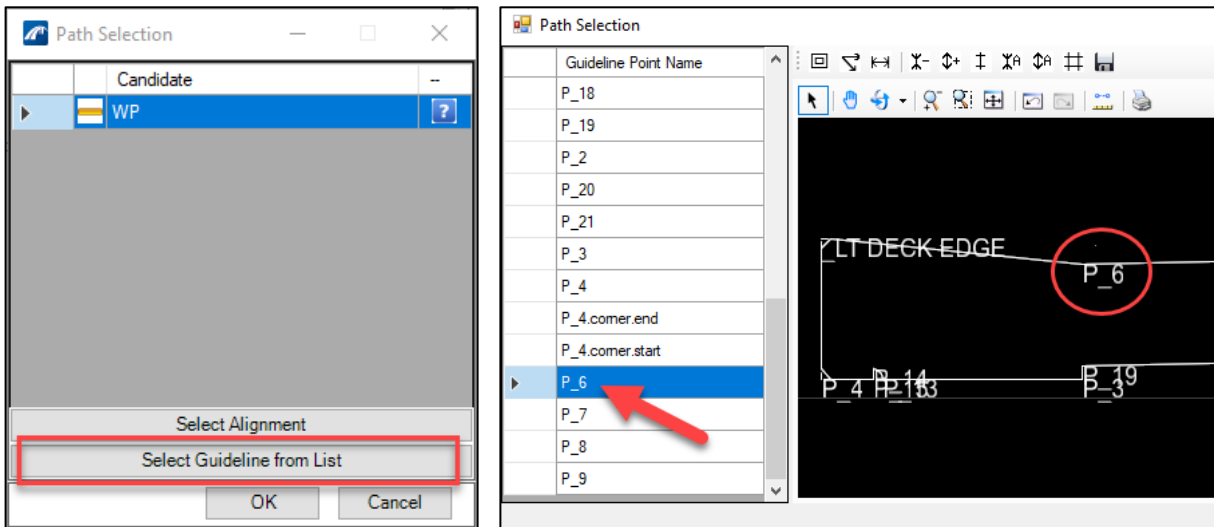 Path Selection
Candidate
--
WP
?
Select Alignment
Select Guideline from List
OK
Cancel
Path Selection
Guideline Point Name
P_18
P_19
P_2
P_20
P_21
P_3
P_4
P_4.corner.end
P_4.corner.start
P_6
P_7
P_8
P_9
_LT DECK EDGE
P_6
P_4
P_14
P_19
P_3